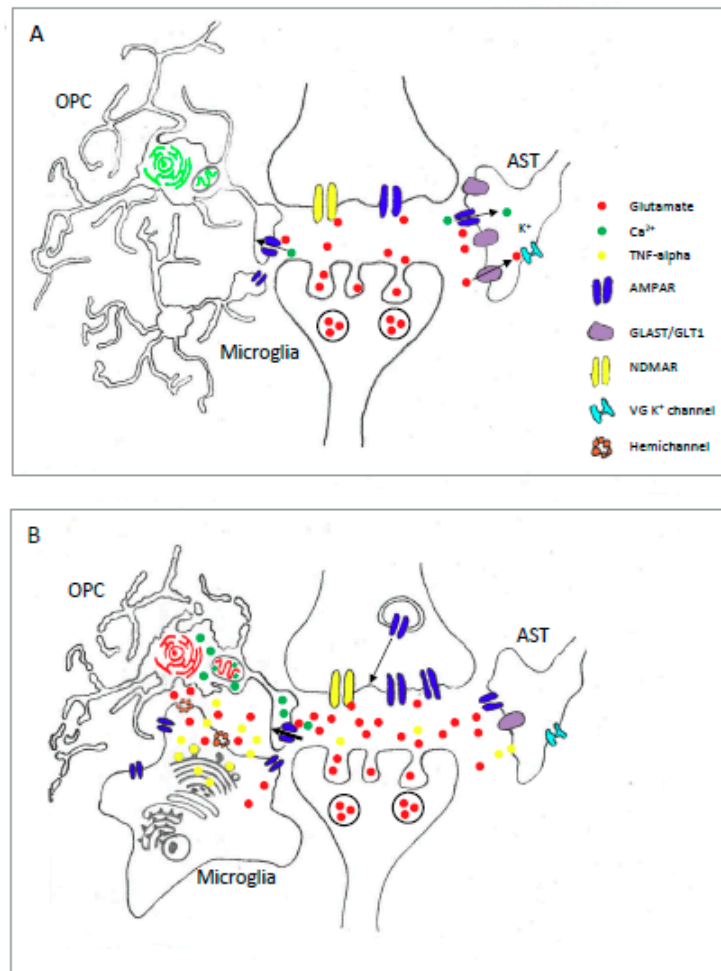 A
OPC
AST
K⁺
Glutamate
Ca²⁺
TNF-alpha
AMPAR
GLAST/GLT1
NDMAR
VG K⁺ channel
Hemichannel
Microglia
B
OPC
AST
Microglia